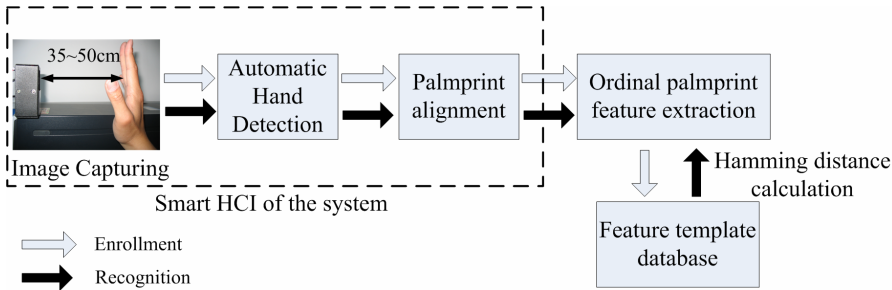 35~50cm
Image Capturing
Automatic
Hand
Detection
Palmprint
alignment
Ordinal palmprint
feature extraction
Hamming distance
calculation
Smart HCI of the system
Feature template
database
Enrollment
Recognition